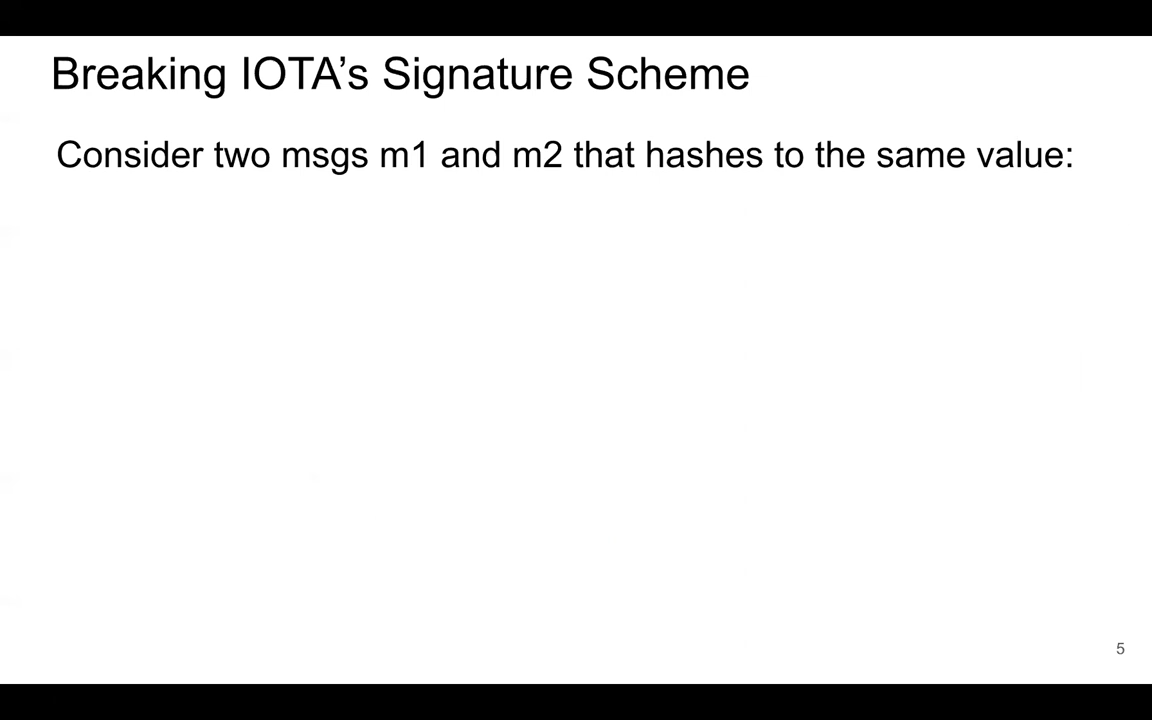 Breaking IOTA’s Signature Scheme
Consider two msgs m1 and m2 that hashes to the same value:
5